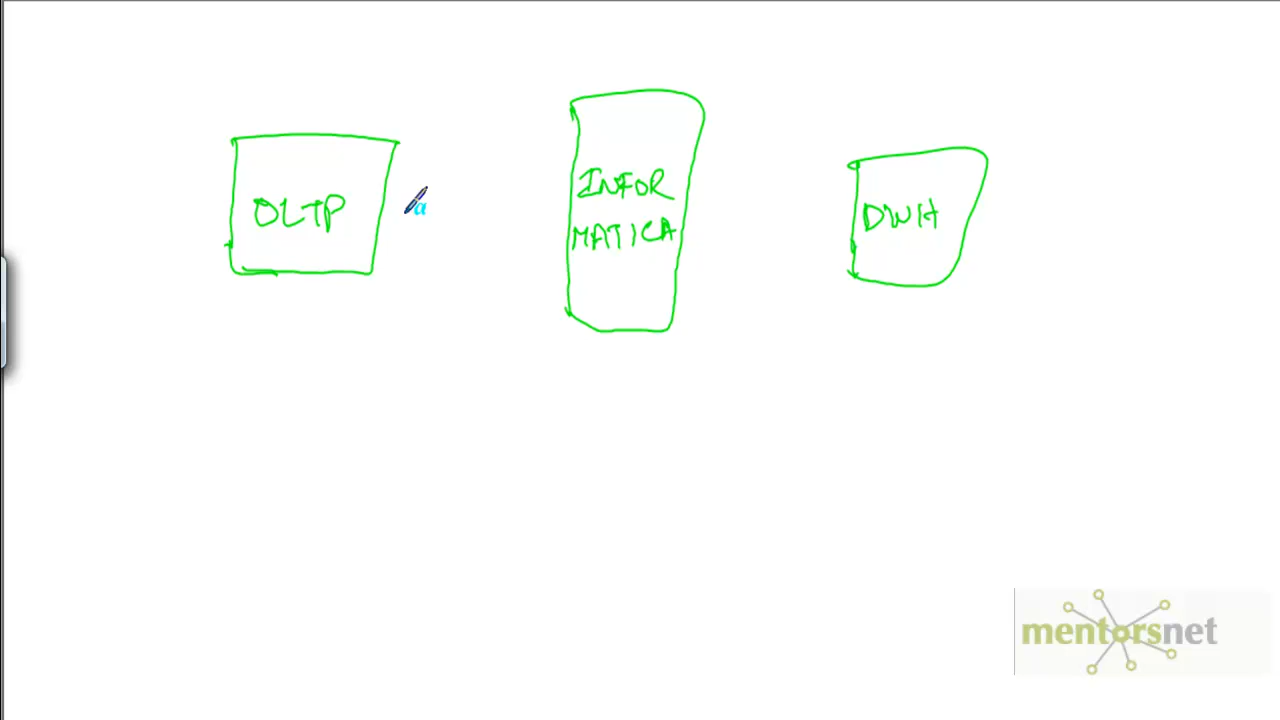 OLTP
INFOR
MATICA
DWH
a
mentorsnet